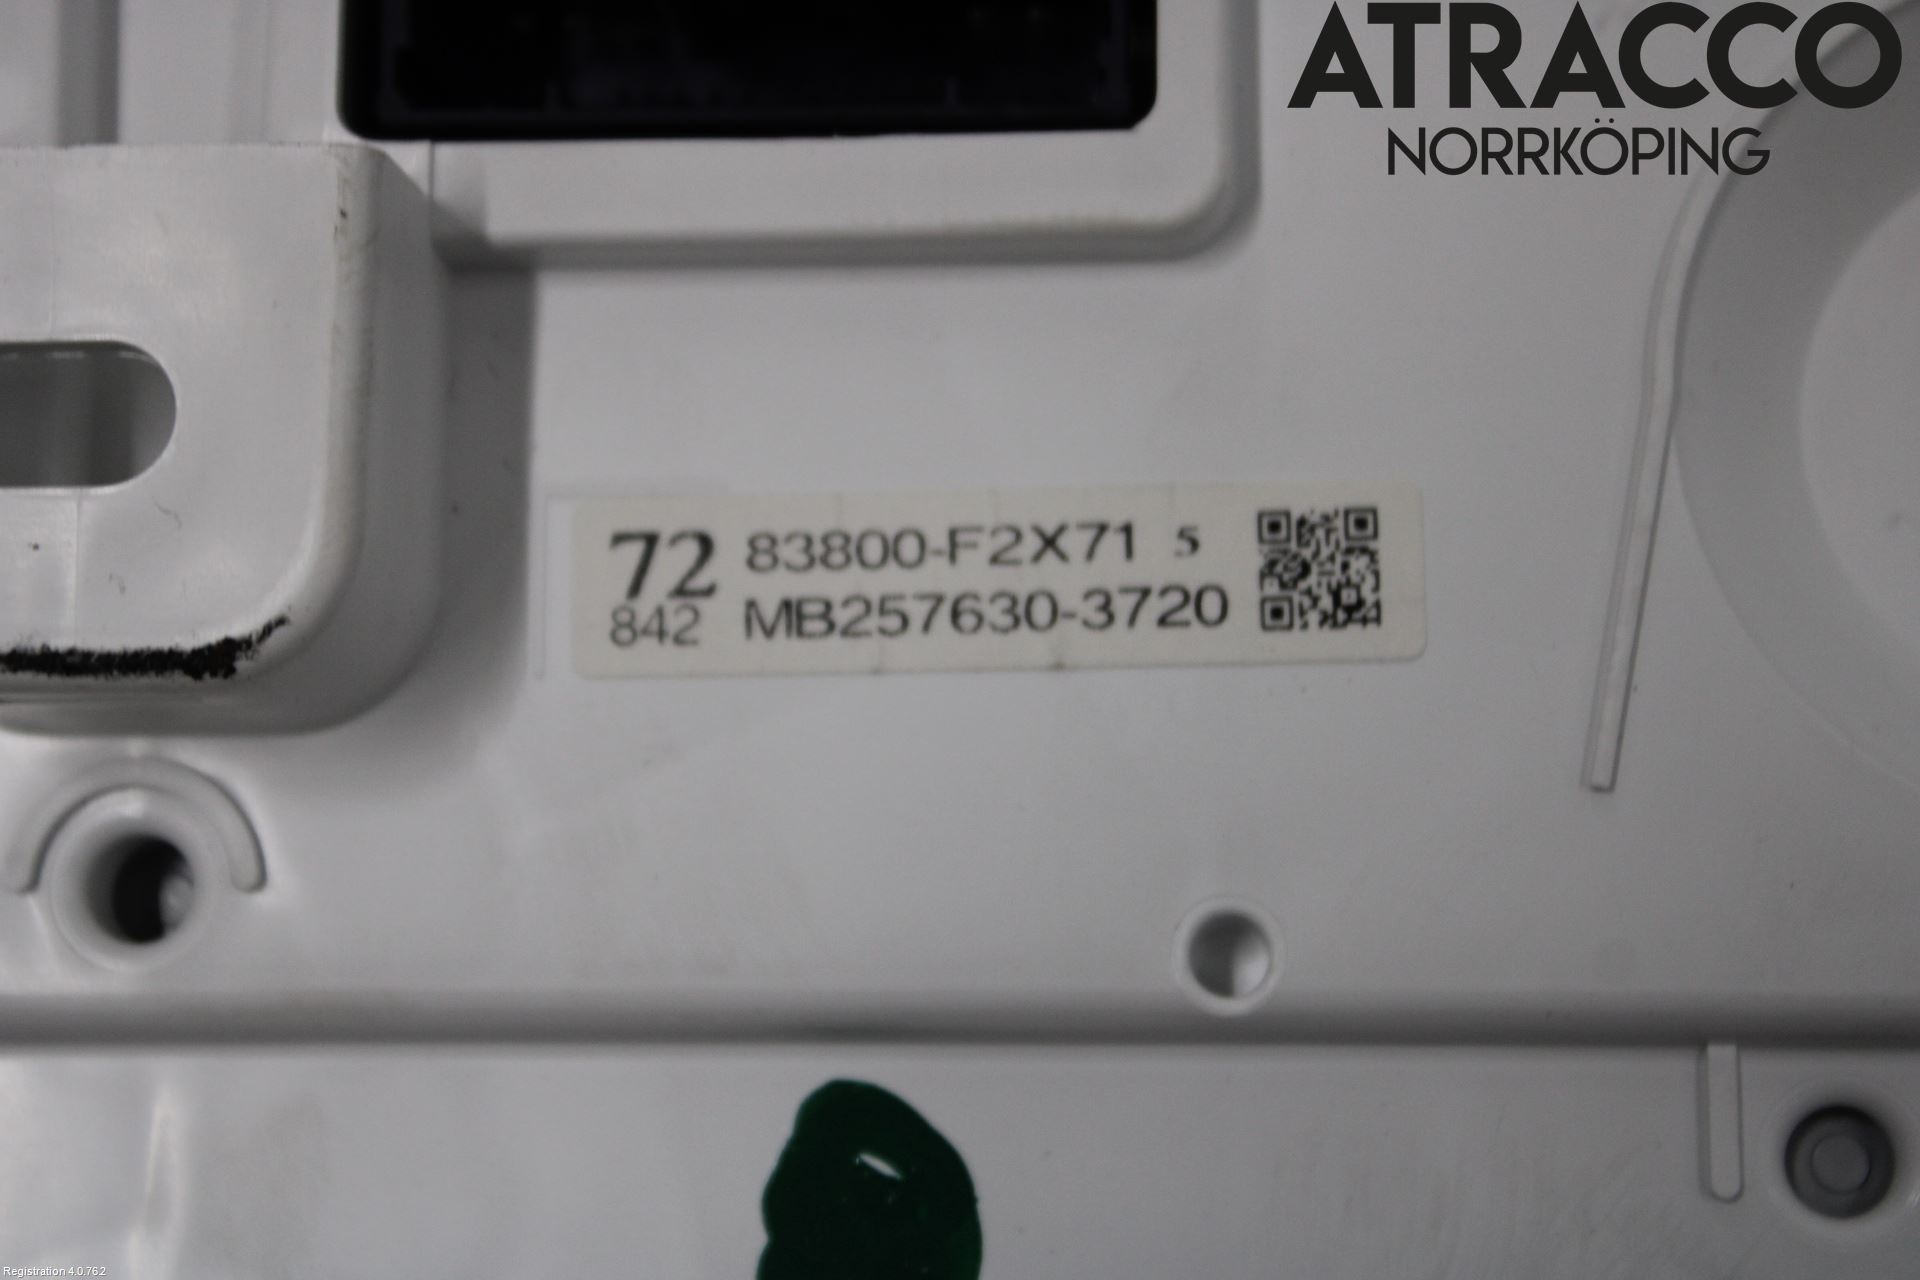 ATRACCO
NORRKÖPING
72 83800-F2X71 5
842 MB257630-3720
Registration 4.0.762